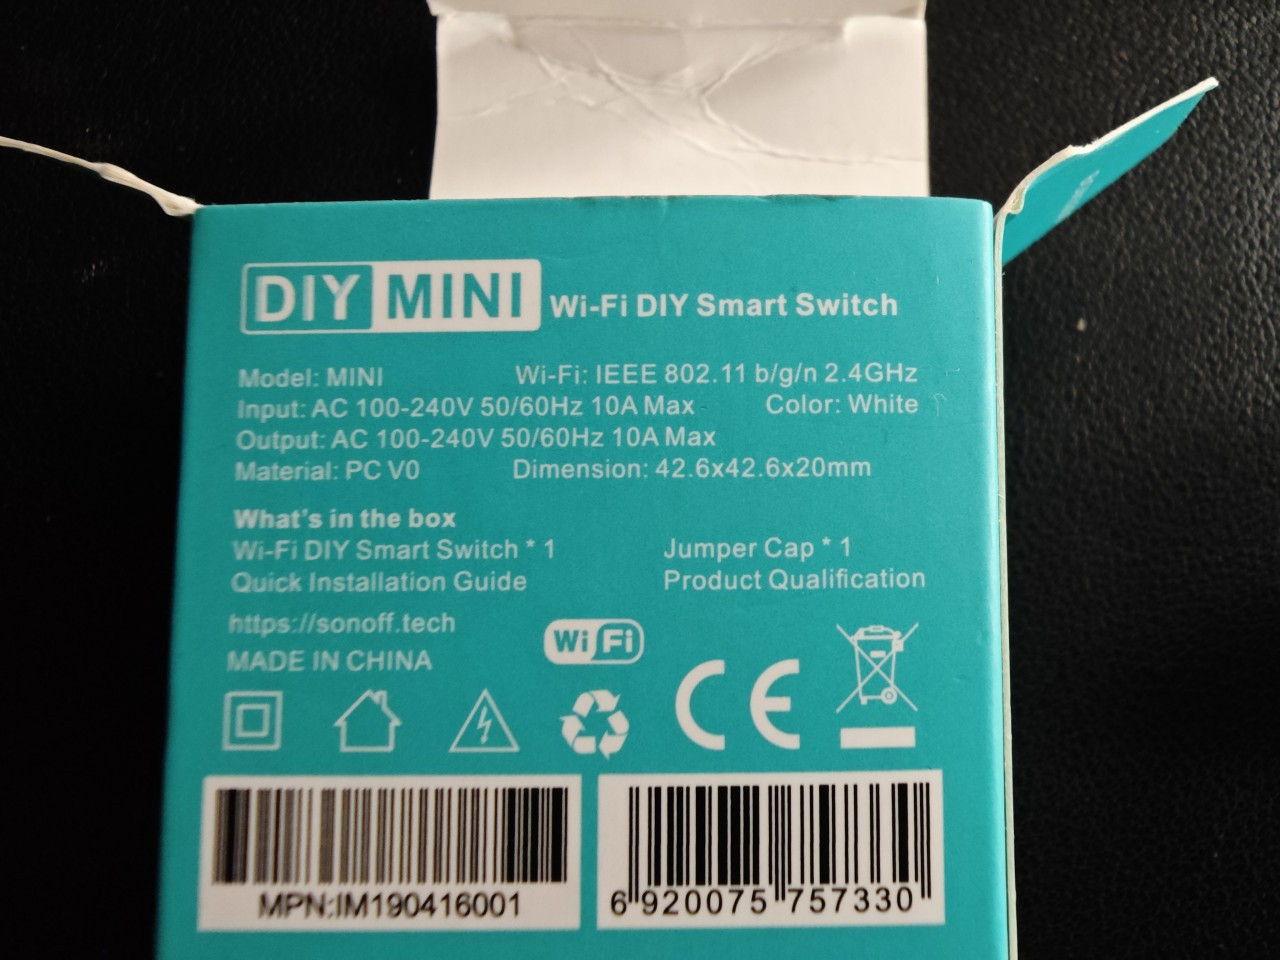 DIY MINI Wi-Fi DIY Smart Switch
Model: MINI Wi-Fi: IEEE 802.11 b/g/n 2.4GHz
Input: AC 100-240V 50/60Hz 10A Max Color: White
Output: AC 100-240V 50/60Hz 10A Max
Material: PC V0 Dimension: 42.6x42.6x20mm
What's in the box
Wi-Fi DIY Smart Switch * 1 Jumper Cap * 1
Quick Installation Guide Product Qualification
https://sonoff.tech
MADE IN CHINA
Wi Fi
CE
MPN:IM190416001
6 920075 757330